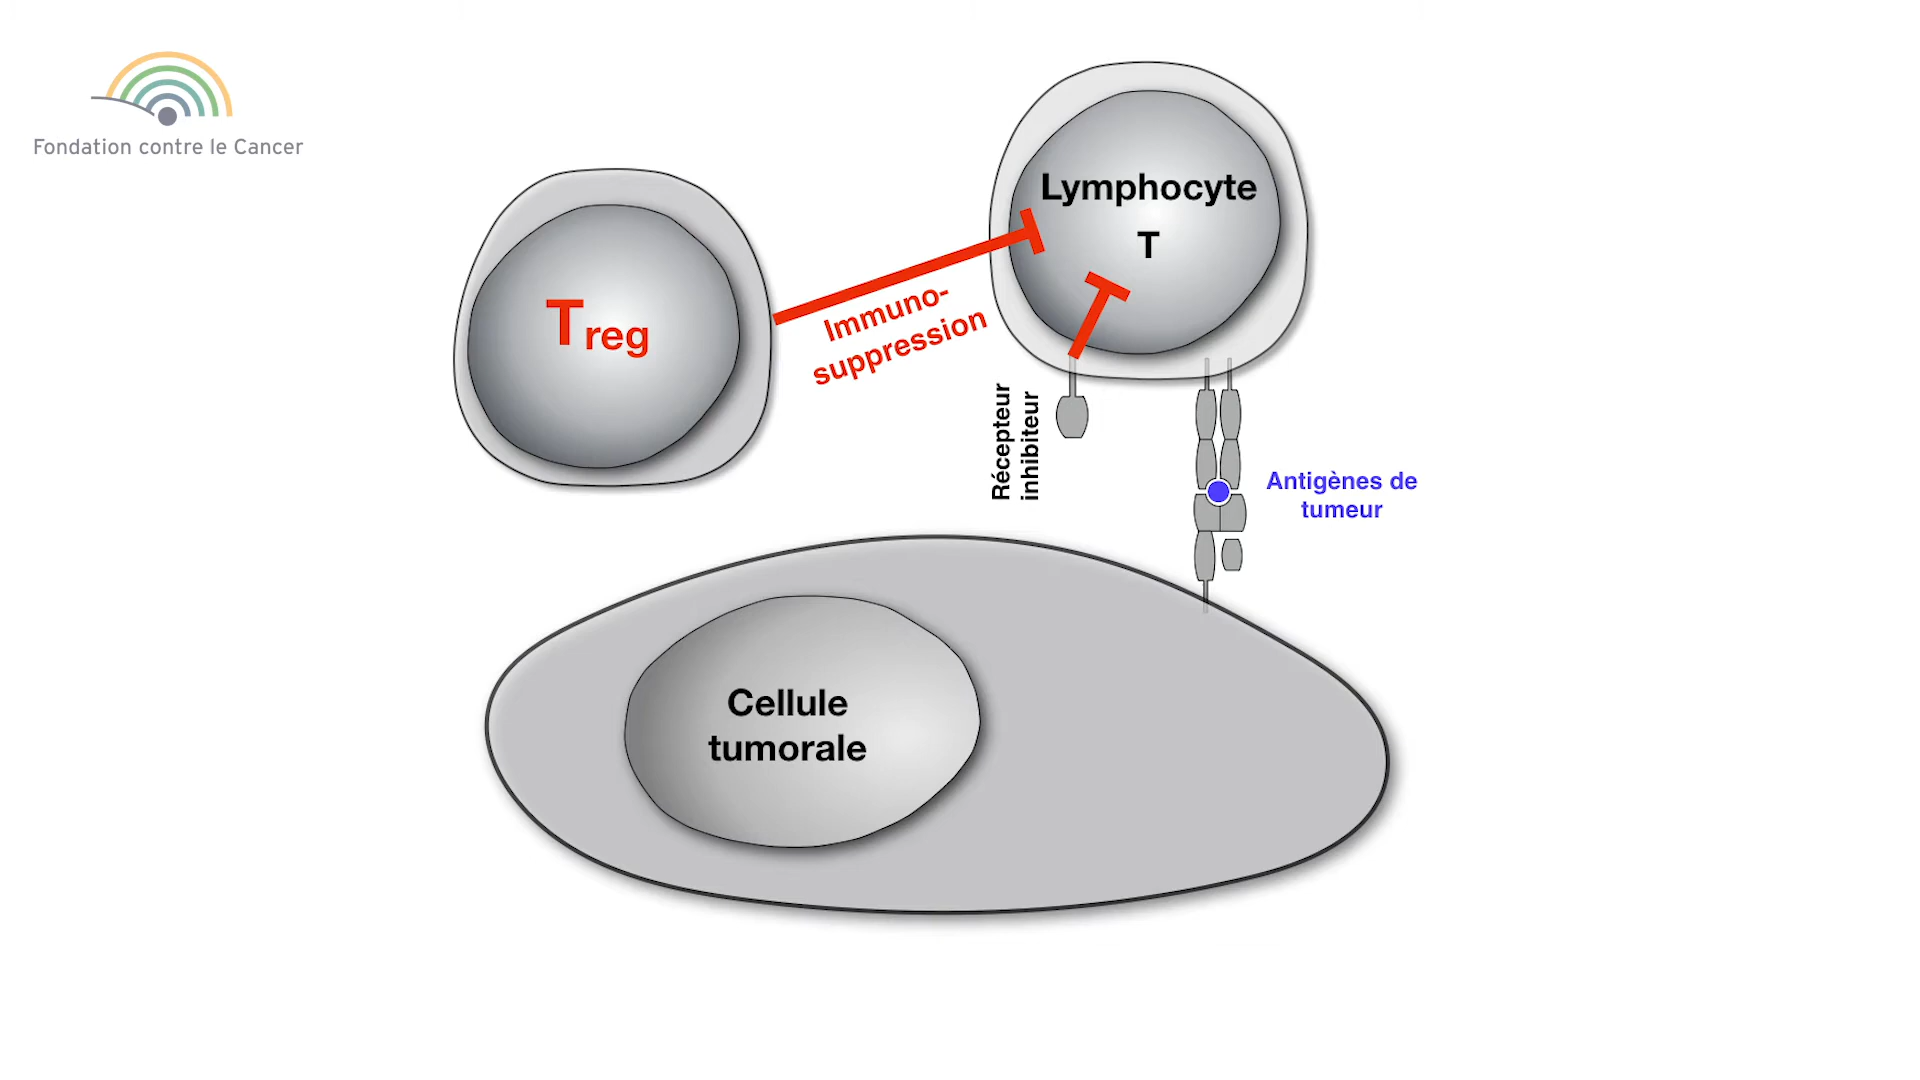 Fondation contre le Cancer
Lymphocyte
T
Treg
Immuno-
suppression
Récepteur
inhibiteur
Antigènes de
tumeur
Cellule
tumorale